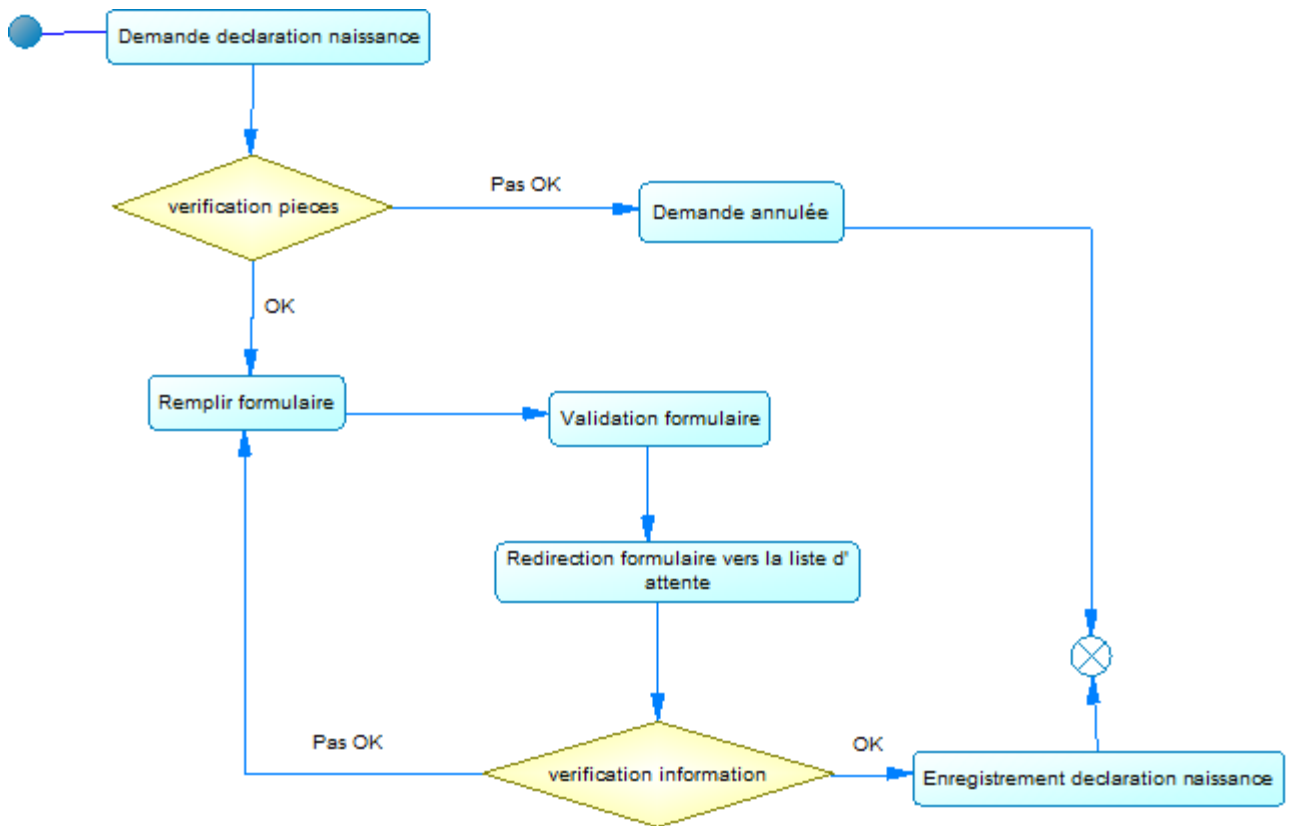 Demande declaration naissance
verification pieces
Pas OK
Demande annulée
OK
Remplir formulaire
Validation formulaire
Redirection formulaire vers la liste d'
attente
Pas OK
verification information
OK
Enregistrement declaration naissance